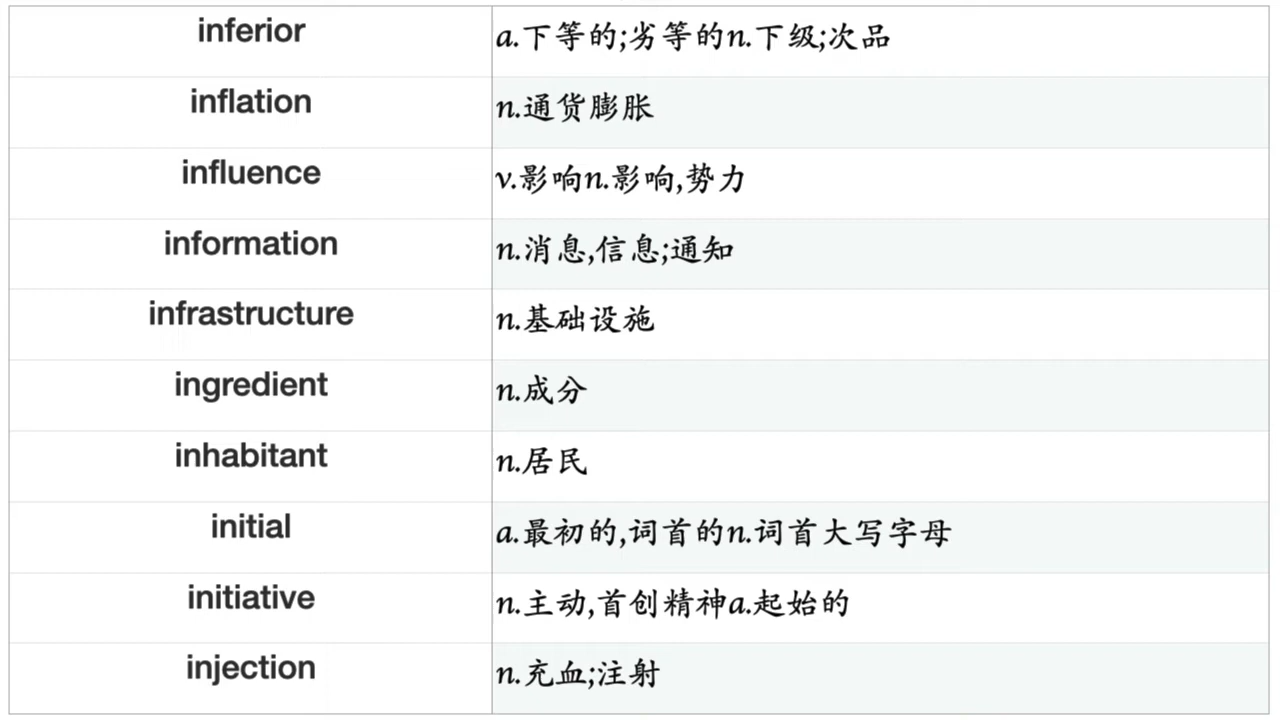 inferior a.下等的;劣等的n.下级;次品
inflation n.通货膨胀
influence v.影响n.影响,势力
information n.消息,信息;通知
infrastructure n.基础设施
ingredient n.成分
inhabitant n.居民
initial a.最初的,词首的n.词首大写字母
initiative n.主动,首创精神a.起始的
injection n.充血;注射